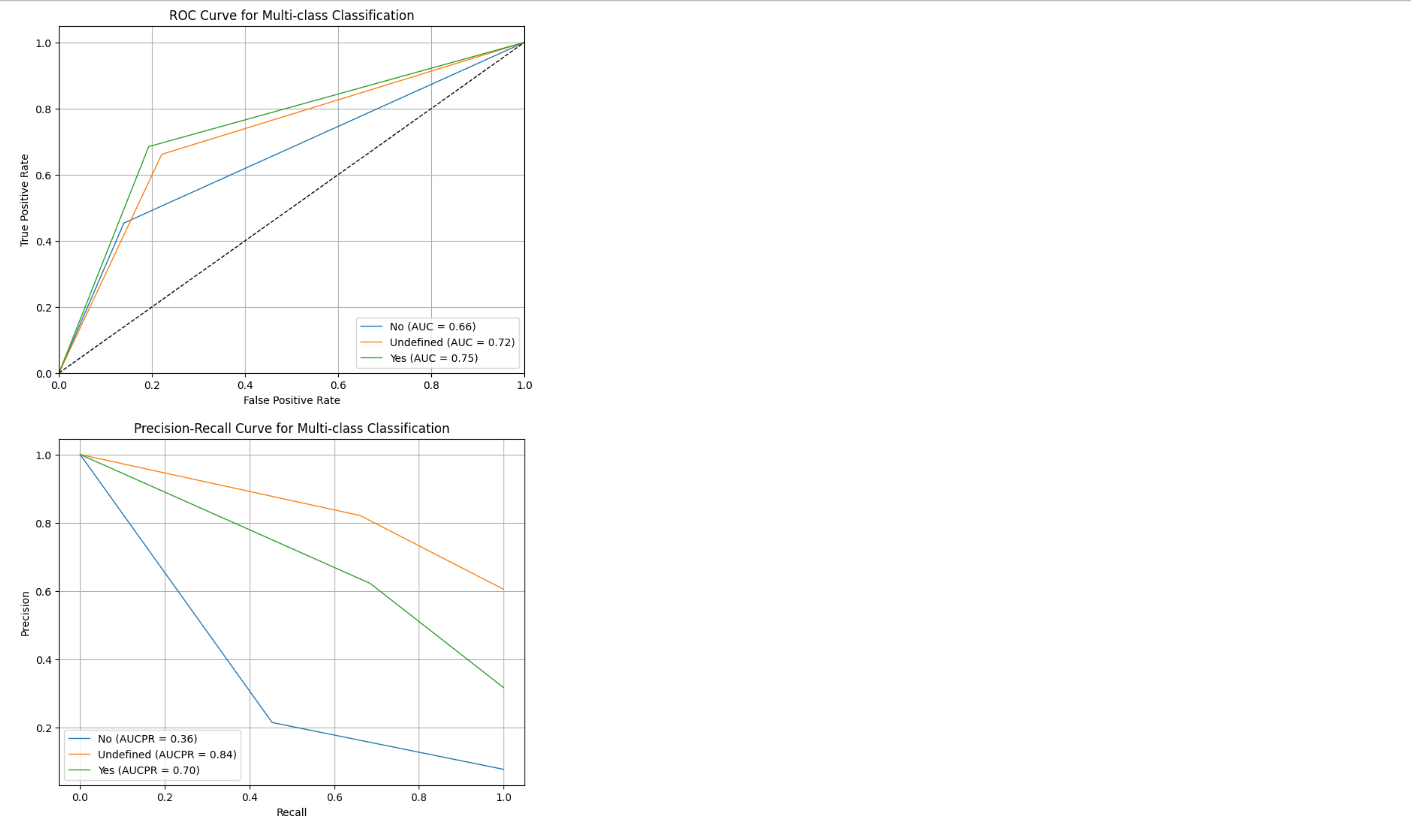 ROC Curve for Multi-class Classification
1.0
0.8
0.6
0.4
0.2
0.0
True Positive Rate
No (AUC = 0.66)
Undefined (AUC = 0.72)
Yes (AUC = 0.75)
0.0 0.2 0.4 0.6 0.8 1.0
False Positive Rate
Precision-Recall Curve for Multi-class Classification
1.0
0.8
0.6
0.4
0.2
Precision
No (AUCPR = 0.36)
Undefined (AUCPR = 0.84)
Yes (AUCPR = 0.70)
0.0 0.2 0.4 0.6 0.8 1.0
Recall